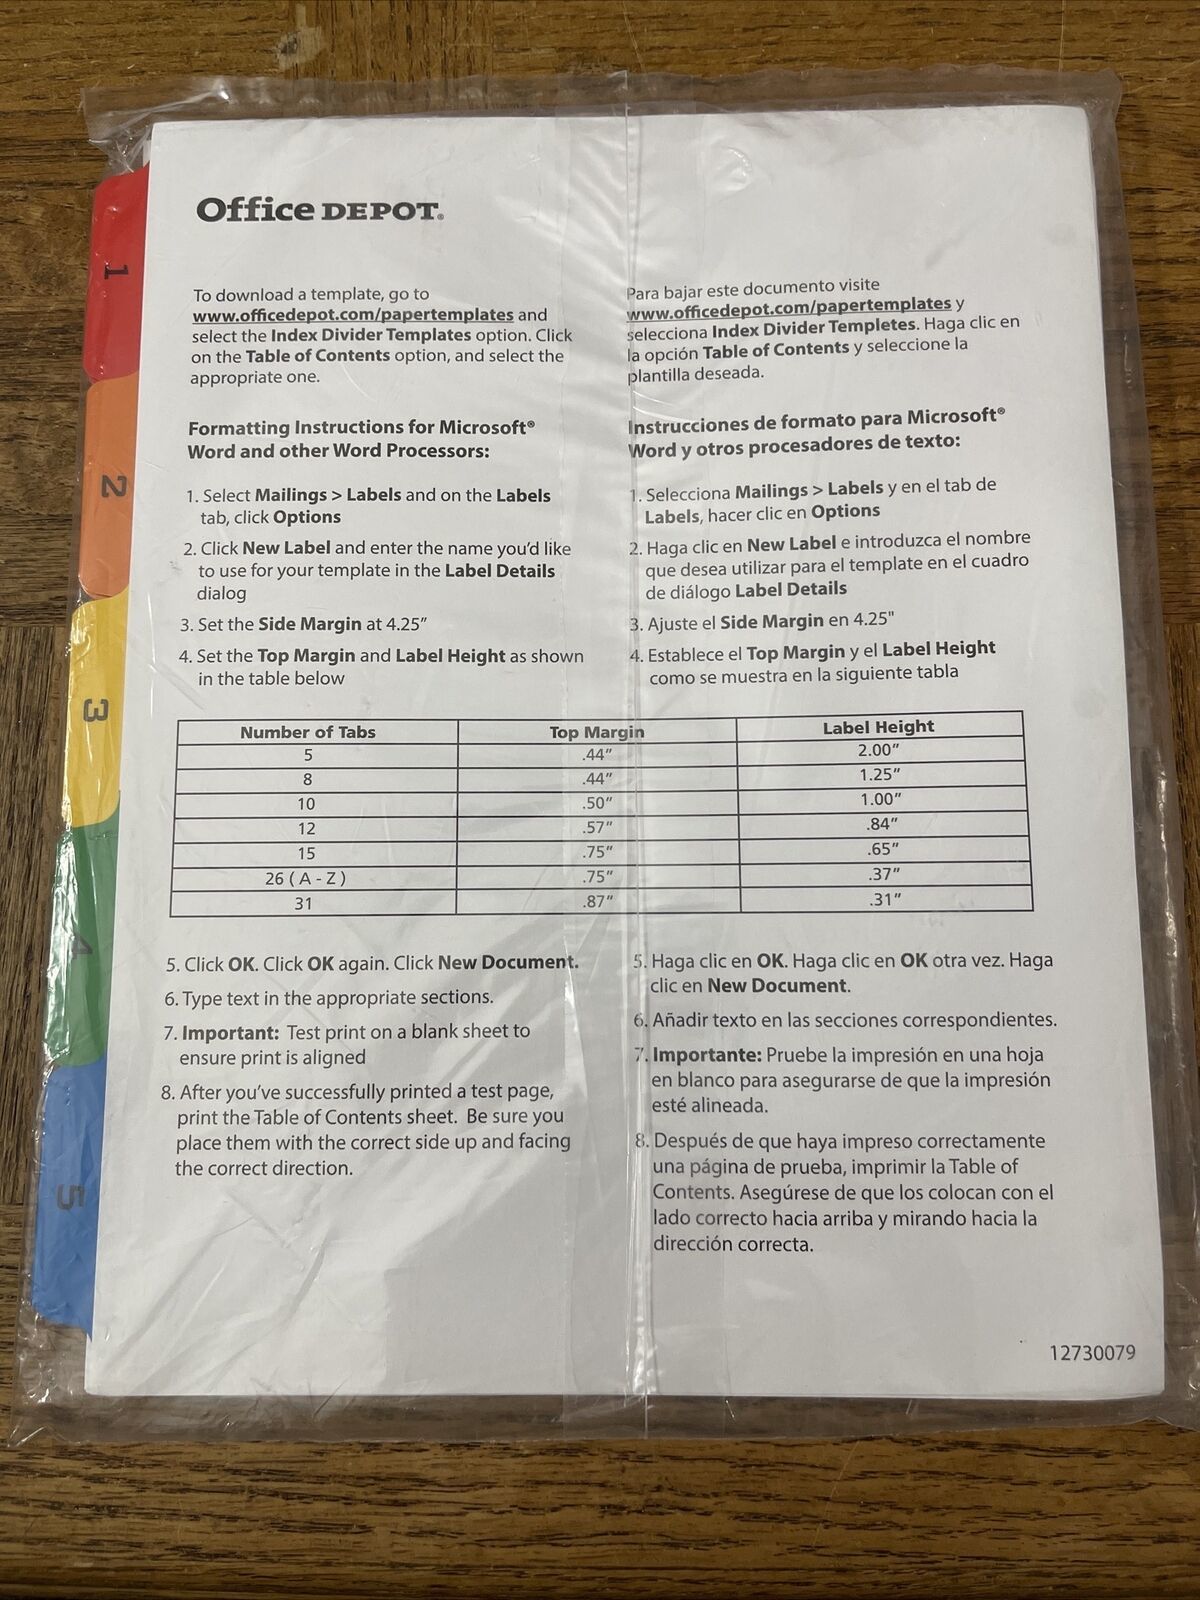 Office DEPOT®
To download a template, go to
www.officedepot.com/papertemplates and
select the Index Divider Templates option. Click
on the Table of Contents option, and select the
appropriate one.
Formatting Instructions for Microsoft®
Word and other Word Processors:
1. Select Mailings > Labels and on the Labels
tab, click Options
2. Click New Label and enter the name you'd like
to use for your template in the Label Details
dialog
3. Set the Side Margin at 4.25"
4. Set the Top Margin and Label Height as shown
in the table below
Para bajar este documento visite
www.officedepot.com/papertemplates y
selecciona Index Divider Templetes. Haga clic en
la opción Table of Contents y seleccione la
plantilla deseada.
Instrucciones de formato para Microsoft®
Word y otros procesadores de texto:
1. Selecciona Mailings > Labels y en el tab de
Labels, hacer clic en Options
2. Haga clic en New Label e introduzca el nombre
que desea utilizar para el template en el cuadro
de diálogo Label Details
3. Ajuste el Side Margin en 4.25"
4. Establece el Top Margin y el Label Height
como se muestra en la siguiente tabla
Number of Tabs Top Margin Label Height
5 .44" 2.00"
8 .44" 1.25"
10 .50" 1.00"
12 .57" .84"
15 .75" .65"
26 ( A - Z ) .75" .37"
31 .87" .31"
5. Click OK. Click OK again. Click New Document.
6. Type text in the appropriate sections.
7. Important: Test print on a blank sheet to
ensure print is aligned
8. After you've successfully printed a test page,
print the Table of Contents sheet. Be sure you
place them with the correct side up and facing
the correct direction.
5. Haga clic en OK. Haga clic en OK otra vez. Haga
clic en New Document.
6. Añadir texto en las secciones correspondientes.
7. Importante: Pruebe la impresión en una hoja
en blanco para asegurarse de que la impresión
esté alineada.
8. Después de que haya impreso correctamente
una página de prueba, imprimir la Table of
Contents. Asegúrese de que los colocan con el
lado correcto hacia arriba y mirando hacia la
dirección correcta.
12730079
1
2
3
4
5